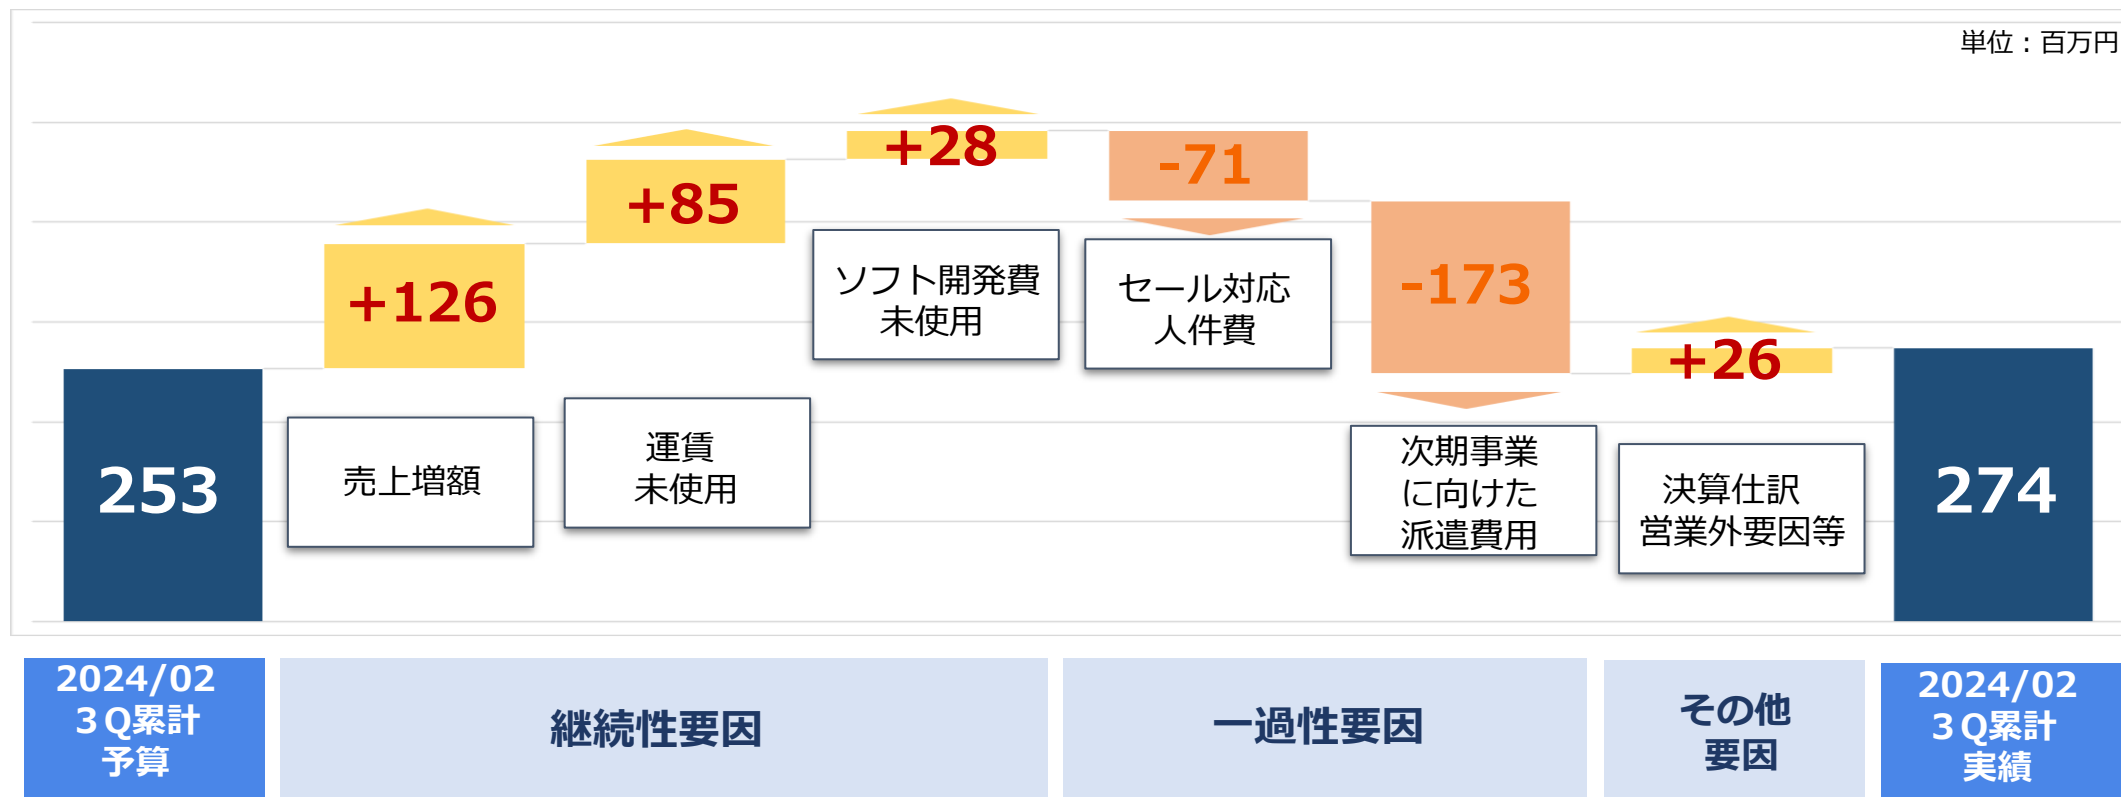 単位：百万円
+28
-71
+85
+126
-173
+26
253
274
売上増額
運賃
未使用
ソフト開発費
未使用
セール対応
人件費
次期事業
に向けた
派遣費用
決算仕訳
営業外要因等
2024/02
３Q累計
予算
継続性要因
一過性要因
その他
要因
2024/02
３Q累計
実績